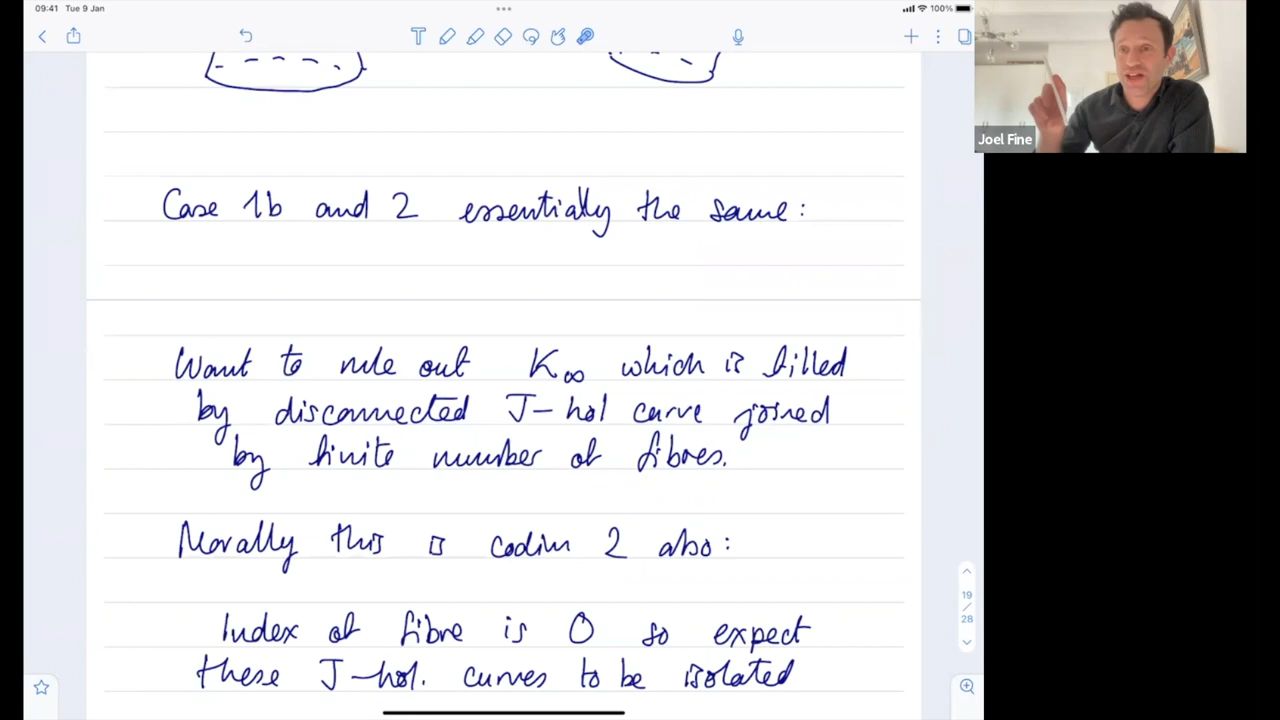 09:41 Tue 9 Jan
100%
Joel Fine
Case 1b and 2 essentially the same:
Want to rule out K∞ which is filled
by disconnected J-hol curve joined
by finite number of fibres.
Morally this is codim 2 also:
Index of fibre is 0 so expect
these J-hol. curves to be isolated
19
/
28